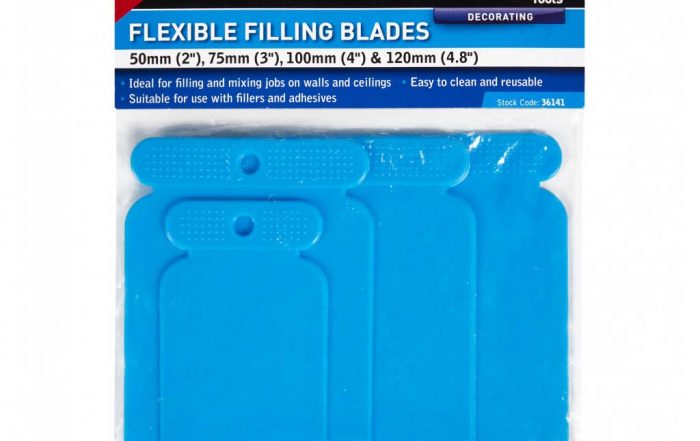 Tools
DECORATING
FLEXIBLE FILLING BLADES
50mm (2"), 75mm (3"), 100mm (4") & 120mm (4.8")
• Ideal for filling and mixing jobs on walls and ceilings • Easy to clean and reusable
• Suitable for use with fillers and adhesives
Stock Code: 36141